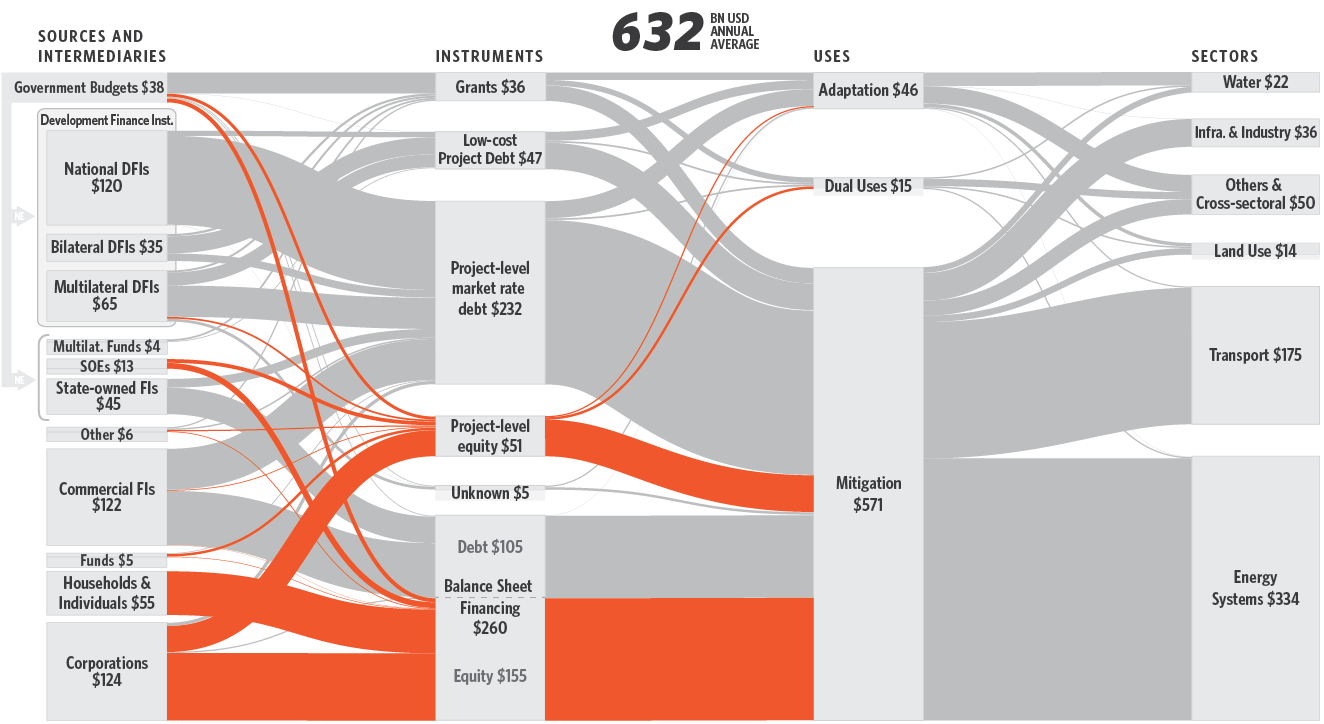 632
BN USD
ANNUAL
AVERAGE
SOURCES AND
INTERMEDIARIES
INSTRUMENTS
USES
SECTORS
Government Budgets $38
Development Finance Inst.
National DFIs
$120
NE
Bilateral DFIs $35
Multilateral DFIs
$65
Multilat. Funds $4
SOEs $13
NE
State-owned FIs
$45
Other $6
Commercial FIs
$122
Funds $5
Households &
Individuals $55
Corporations
$124
Grants $36
Low-cost
Project Debt $47
Project-level
market rate
debt $232
Project-level
equity $51
Unknown $5
Debt $105
Balance Sheet
Financing
$260
Equity $155
Adaptation $46
Dual Uses $15
Mitigation
$571
Water $22
Infra. & Industry $36
Others &
Cross-sectoral $50
Land Use $14
Transport $175
Energy
Systems $334